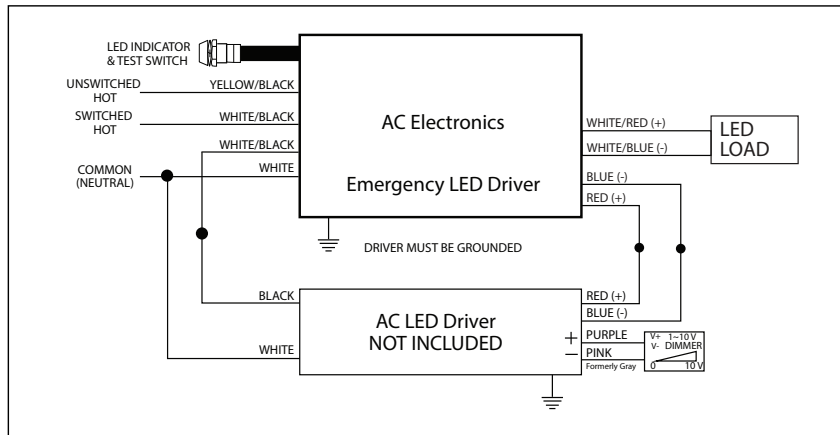 LED INDICATOR
& TEST SWITCH
UNSWITCHED
HOT
YELLOW/BLACK
SWITCHED
HOT
WHITE/BLACK
WHITE/BLACK
COMMON
(NEUTRAL)
WHITE
AC Electronics
Emergency LED Driver
WHITE/RED (+)
WHITE/BLUE (-)
LED
LOAD
BLUE (-)
RED (+)
DRIVER MUST BE GROUNDED
BLACK
WHITE
AC LED Driver
NOT INCLUDED
RED (+)
BLUE (-)
+ PURPLE
− PINK
Formerly Gray
V+ 1~10 V
V- DIMMER
0 10 V